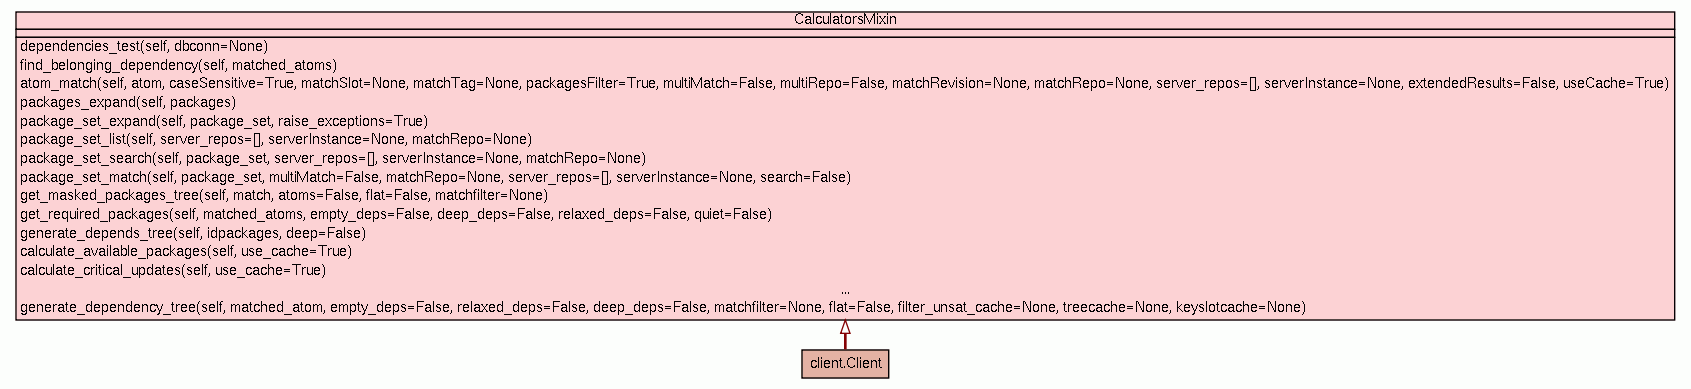 CalculatorsMixin
dependencies_test(self, dbconn=None)
find_belonging_dependency(self, matched_atoms)
atom_match(self, atom, caseSensitive=True, matchSlot=None, matchTag=None, packagesFilter=True, multiMatch=False, multiRepo=False, matchRevision=None, matchRepo=None, server_repos=[], serverInstance=None, extendedResults=False, useCache=True)
packages_expand(self, packages)
package_set_expand(self, package_set, raise_exceptions=True)
package_set_list(self, server_repos=[], serverInstance=None, matchRepo=None)
package_set_search(self, package_set, server_repos=[], serverInstance=None, matchRepo=None)
package_set_match(self, package_set, multiMatch=False, matchRepo=None, server_repos=[], serverInstance=None, search=False)
get_masked_packages_tree(self, match, atoms=False, flat=False, matchfilter=None)
get_required_packages(self, matched_atoms, empty_deps=False, deep_deps=False, relaxed_deps=False, quiet=False)
generate_depends_tree(self, idpackages, deep=False)
calculate_available_packages(self, use_cache=True)
calculate_critical_updates(self, use_cache=True)
...
generate_dependency_tree(self, matched_atom, empty_deps=False, relaxed_deps=False, deep_deps=False, matchfilter=None, flat=False, filter_unsat_cache=None, treecache=None, keyslotcache=None)
client.Client